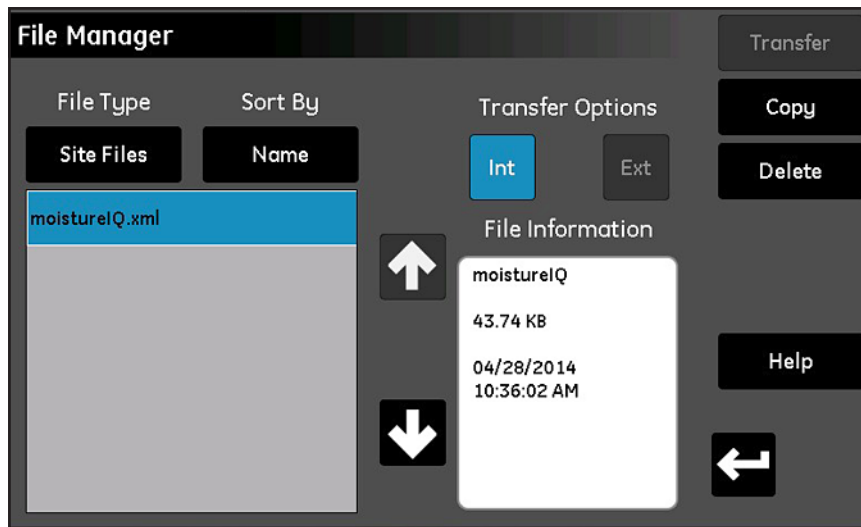 File Manager
Transfer
File Type
Sort By
Transfer Options
Copy
Site Files
Name
Int
Ext
Delete
moistureIQ.xml
File Information
moistureIQ
43.74 KB
04/28/2014
10:36:02 AM
Help